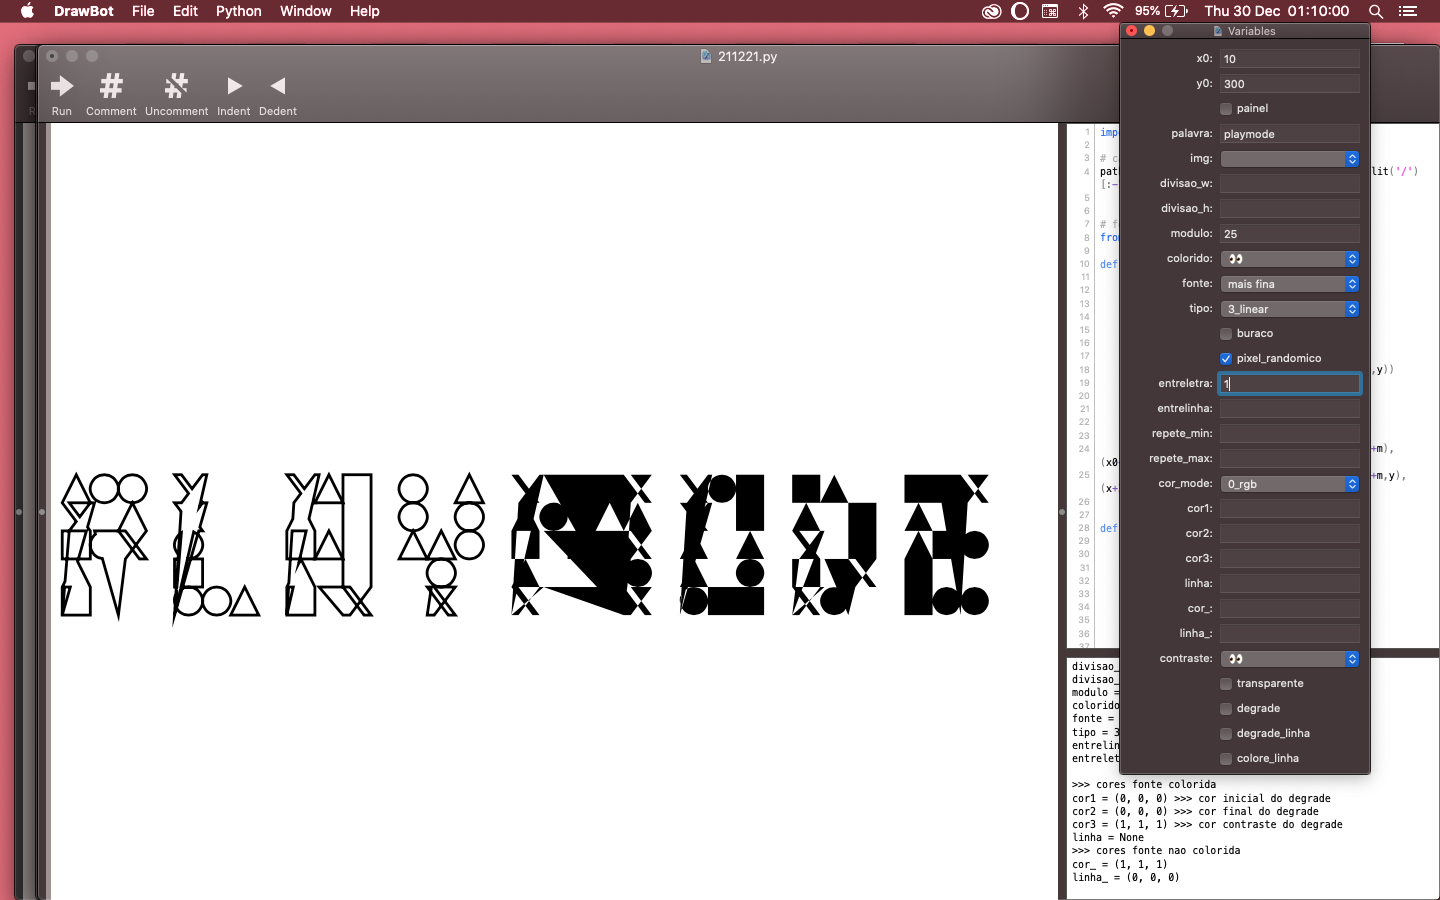 DrawBot File Edit Python Window Help 95% Thu 30 Dec 01:10:00
211221.py
Run Comment Uncomment Indent Dedent
PLAYMODE
Variables
x0: 10
y0: 300
painel
palavra: playmode
img:
divisao_w:
divisao_h:
modulo: 25
colorido: 👀
fonte: mais fina
tipo: 3_linear
buraco
pixel_randomico
entreletra: 1
entrelinha:
repete_min:
repete_max:
cor_mode: 0_rgb
cor1:
cor2:
cor3:
linha:
cor_:
linha_:
contraste: 👀
transparente
degrade
degrade_linha
colore_linha
1 imp
2
3 # c
4 path lit('/')
[:-
5
6
7 # f
8 from
9
10 def
11
12
13
14
15
16
17
18 ,y))
19
20
21
22
23
24 +m),
(x0
25 +m,y),
(x+
26
27
28 def
29
30
31
32
33
34
35
36
37
divisao_
divisao_
modulo =
colorido
fonte =
tipo = 3
entrelin
entrelet
>>> cores fonte colorida
cor1 = (0, 0, 0) >>> cor inicial do degrade
cor2 = (0, 0, 0) >>> cor final do degrade
cor3 = (1, 1, 1) >>> cor contraste do degrade
linha = None
>>> cores fonte nao colorida
cor_ = (1, 1, 1)
linha_ = (0, 0, 0)